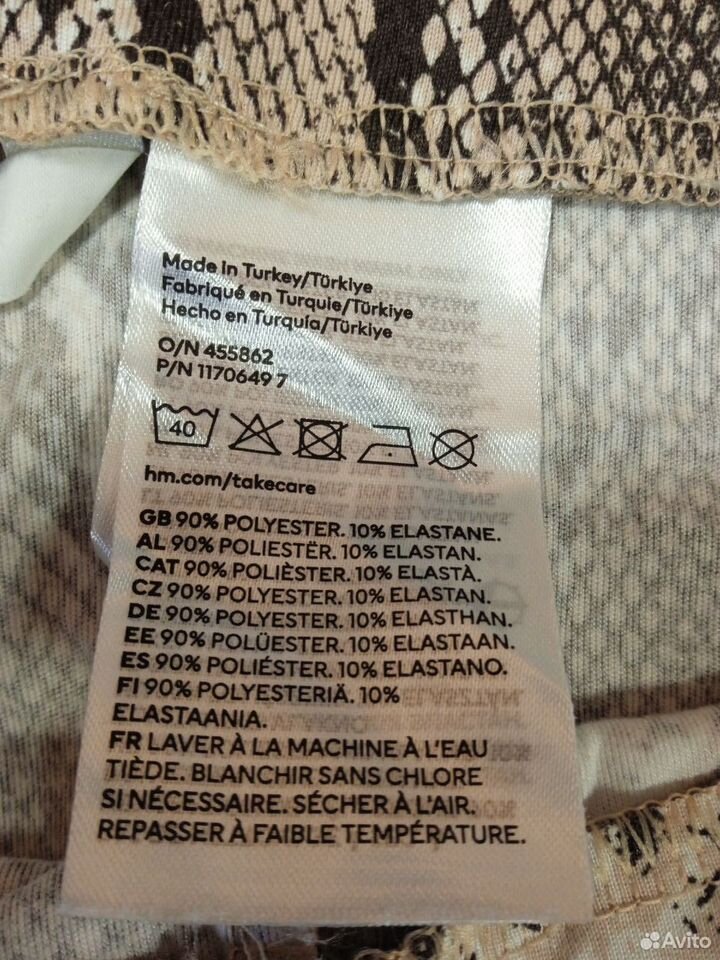 Made in Turkey/Türkiye
Fabriqué en Turquie/Türkiye
Hecho en Turquía/Türkiye
O/N 455862
P/N 1170649 7
40
hm.com/takecare
GB 90% POLYESTER. 10% ELASTANE.
AL 90% POLIESTËR. 10% ELASTAN.
CAT 90% POLIÈSTER. 10% ELASTÀ.
CZ 90% POLYESTER. 10% ELASTAN.
DE 90% POLYESTER. 10% ELASTHAN.
EE 90% POLÜESTER. 10% ELASTAAN.
ES 90% POLIÉSTER. 10% ELASTANO.
FI 90% POLYESTERIÄ. 10%
ELASTAANIA.
FR LAVER À LA MACHINE À L'EAU
TIÈDE. BLANCHIR SANS CHLORE
SI NÉCESSAIRE. SÉCHER À L'AIR.
REPASSER À FAIBLE TEMPÉRATURE.
Avito